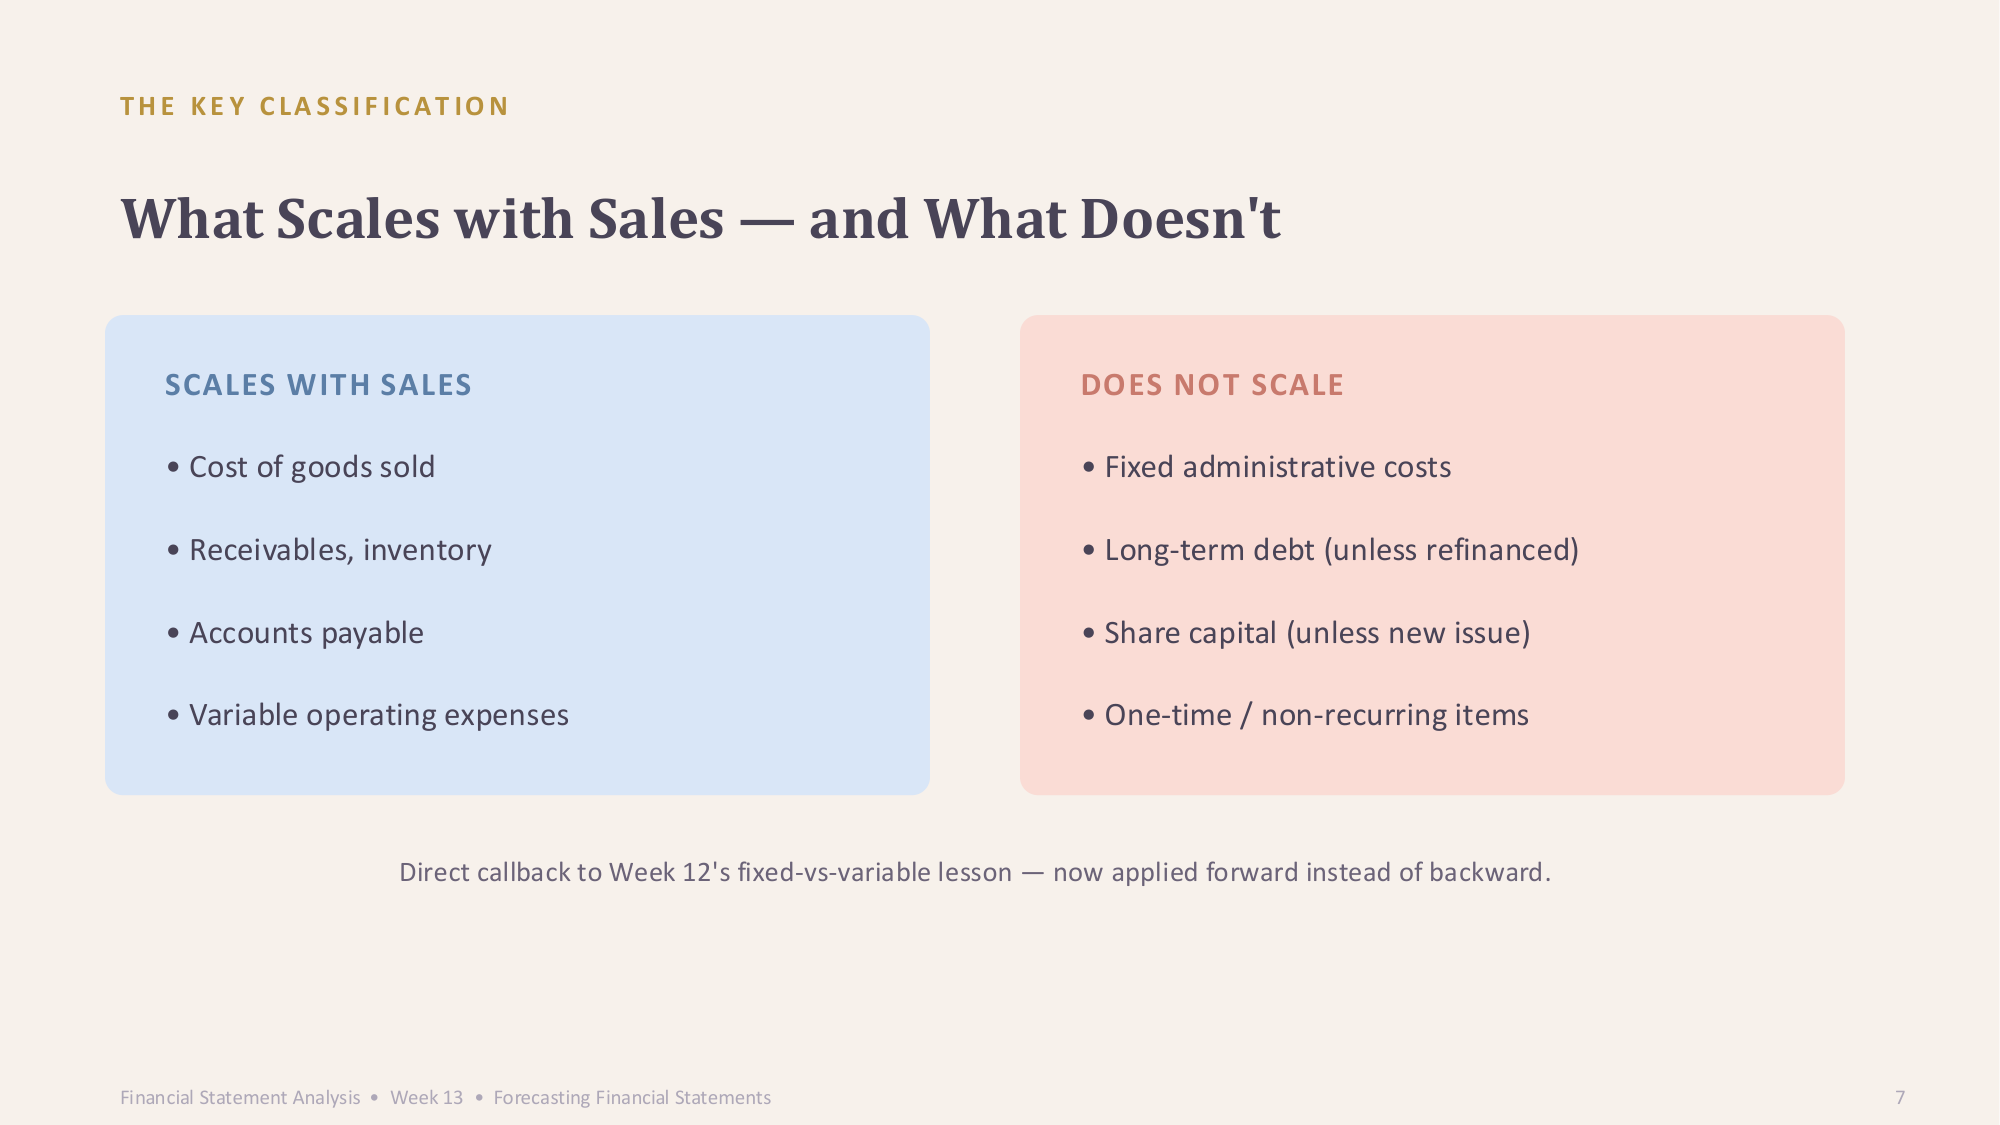 THE KEY CLASSIFICATION
What Scales with Sales — and What Doesn't
SCALES WITH SALES
• Cost of goods sold
• Receivables, inventory
• Accounts payable
• Variable operating expenses
DOES NOT SCALE
• Fixed administrative costs
• Long-term debt (unless refinanced)
• Share capital (unless new issue)
• One-time / non-recurring items
Direct callback to Week 12's fixed-vs-variable lesson — now applied forward instead of backward.
Financial Statement Analysis • Week 13 • Forecasting Financial Statements
7